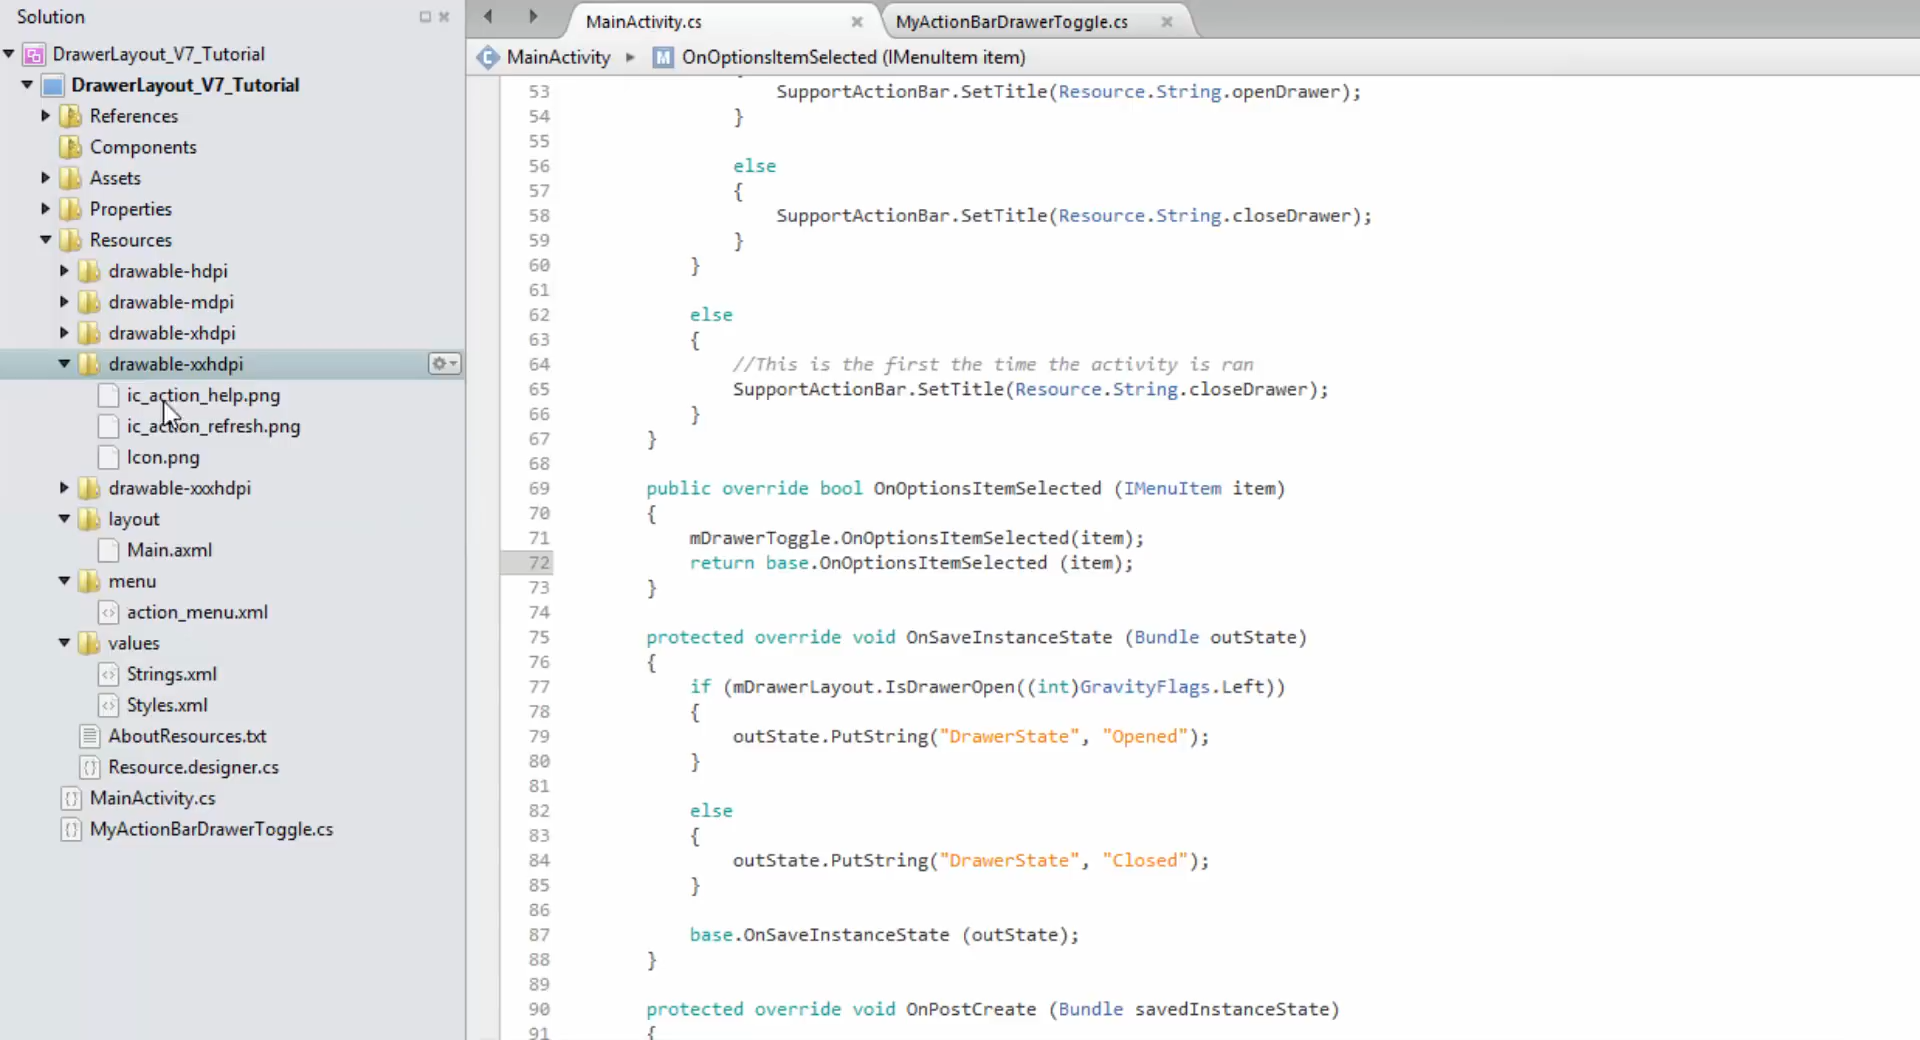 Solution
DrawerLayout_V7_Tutorial
DrawerLayout_V7_Tutorial
References
Components
Assets
Properties
Resources
drawable-hdpi
drawable-mdpi
drawable-xhdpi
drawable-xxhdpi
ic_action_help.png
ic_action_refresh.png
Icon.png
drawable-xxxhdpi
layout
Main.axml
menu
action_menu.xml
values
Strings.xml
Styles.xml
AboutResources.txt
Resource.designer.cs
MainActivity.cs
MyActionBarDrawerToggle.cs
MainActivity.cs
MyActionBarDrawerToggle.cs
C MainActivity M OnOptionsItemSelected (IMenuItem item)
53 SupportActionBar.SetTitle(Resource.String.openDrawer);
54 }
55
56 else
57 {
58 SupportActionBar.SetTitle(Resource.String.closeDrawer);
59 }
60 }
61
62 else
63 {
64 //This is the first the time the activity is ran
65 SupportActionBar.SetTitle(Resource.String.closeDrawer);
66 }
67 }
68
69 public override bool OnOptionsItemSelected (IMenuItem item)
70 {
71 mDrawerToggle.OnOptionsItemSelected(item);
72 return base.OnOptionsItemSelected (item);
73 }
74
75 protected override void OnSaveInstanceState (Bundle outState)
76 {
77 if (mDrawerLayout.IsDrawerOpen((int)GravityFlags.Left))
78 {
79 outState.PutString("DrawerState", "Opened");
80 }
81
82 else
83 {
84 outState.PutString("DrawerState", "Closed");
85 }
86
87 base.OnSaveInstanceState (outState);
88 }
89
90 protected override void OnPostCreate (Bundle savedInstanceState)
91 {